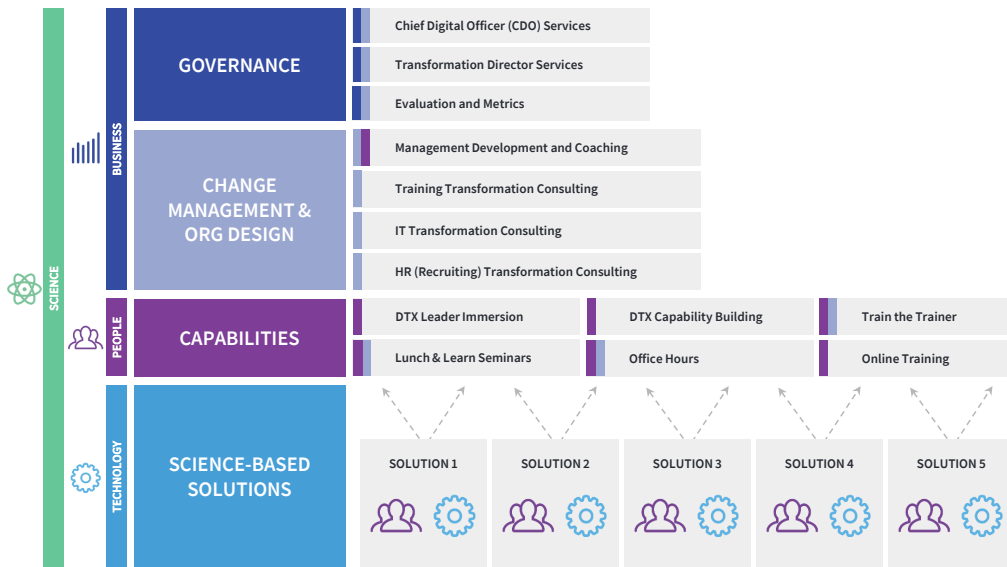 SCIENCE
BUSINESS
GOVERNANCE
Chief Digital Officer (CDO) Services
Transformation Director Services
Evaluation and Metrics
CHANGE
MANAGEMENT &
ORG DESIGN
Management Development and Coaching
Training Transformation Consulting
IT Transformation Consulting
HR (Recruiting) Transformation Consulting
PEOPLE
CAPABILITIES
DTX Leader Immersion
DTX Capability Building
Train the Trainer
Lunch & Learn Seminars
Office Hours
Online Training
TECHNOLOGY
SCIENCE-BASED
SOLUTIONS
SOLUTION 1
SOLUTION 2
SOLUTION 3
SOLUTION 4
SOLUTION 5